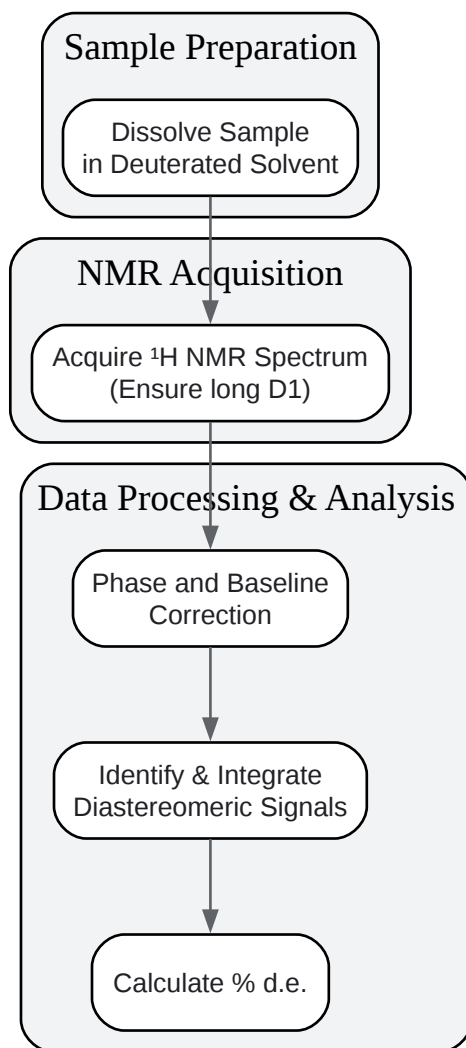 Sample Preparation
Dissolve Sample
in Deuterated Solvent
NMR Acquisition
Acquire ¹H NMR Spectrum
(Ensure long D1)
Data Processing & Analysis
Phase and Baseline
Correction
Identify & Integrate
Diastereomeric Signals
Calculate % d.e.